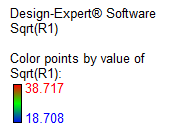 Design-Expert® Software
Sqrt(R1)
Color points by value of
Sqrt(R1):
38.717
18.708